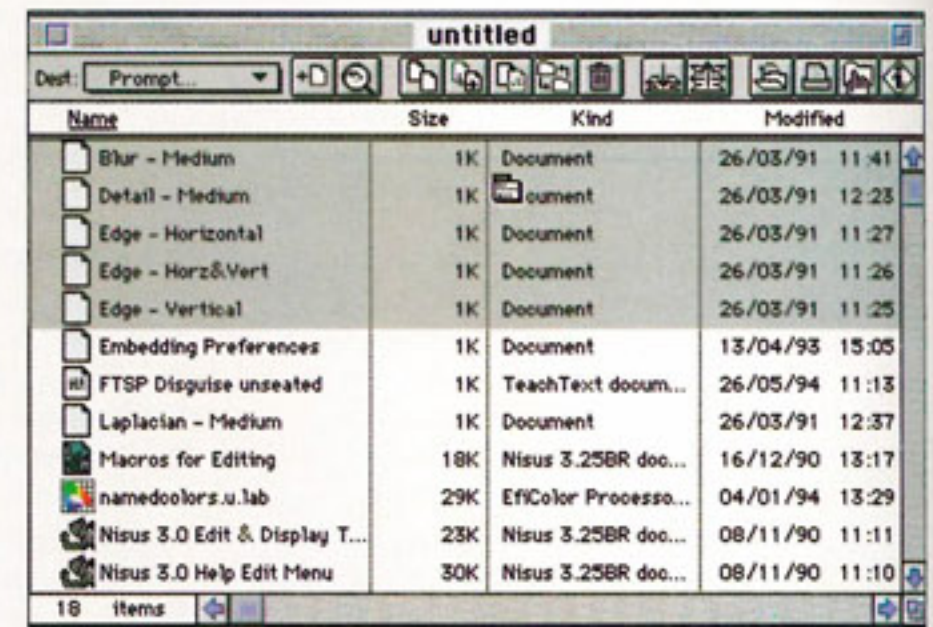 untitled
Dest: Prompt...
Name Size Kind Modified
Blur - Medium 1K Document 26/03/91 11:41
Detail - Medium 1K cument 26/03/91 12:23
Edge - Horizontal 1K Document 26/03/91 11:27
Edge - Horz&Vert 1K Document 26/03/91 11:26
Edge - Vertical 1K Document 26/03/91 11:25
Embedding Preferences 1K Document 13/04/93 15:05
FTSP Disguise unseated 1K TeachText docum... 26/05/94 11:13
Laplacian - Medium 1K Document 26/03/91 12:37
Macros for Editing 18K Nisus 3.25BR doc... 16/12/90 13:17
namedcolors.u.lab 29K EfiColor Processo... 04/01/94 13:29
Nisus 3.0 Edit & Display T... 23K Nisus 3.25BR doc... 08/11/90 11:11
Nisus 3.0 Help Edit Menu 30K Nisus 3.25BR doc... 08/11/90 11:10
18 items